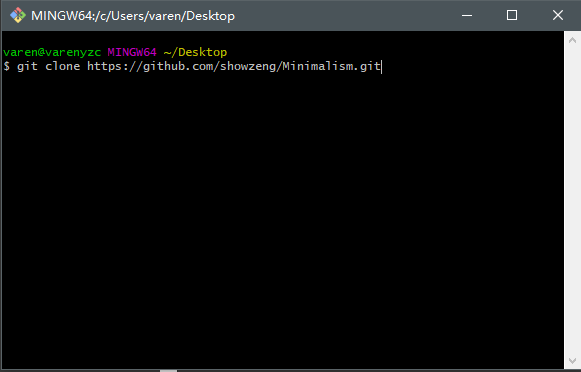 MINGW64:/c/Users/varen/Desktop
varen@varenyzc MINGW64 ~/Desktop
$ git clone https://github.com/showzeng/Minimalism.git